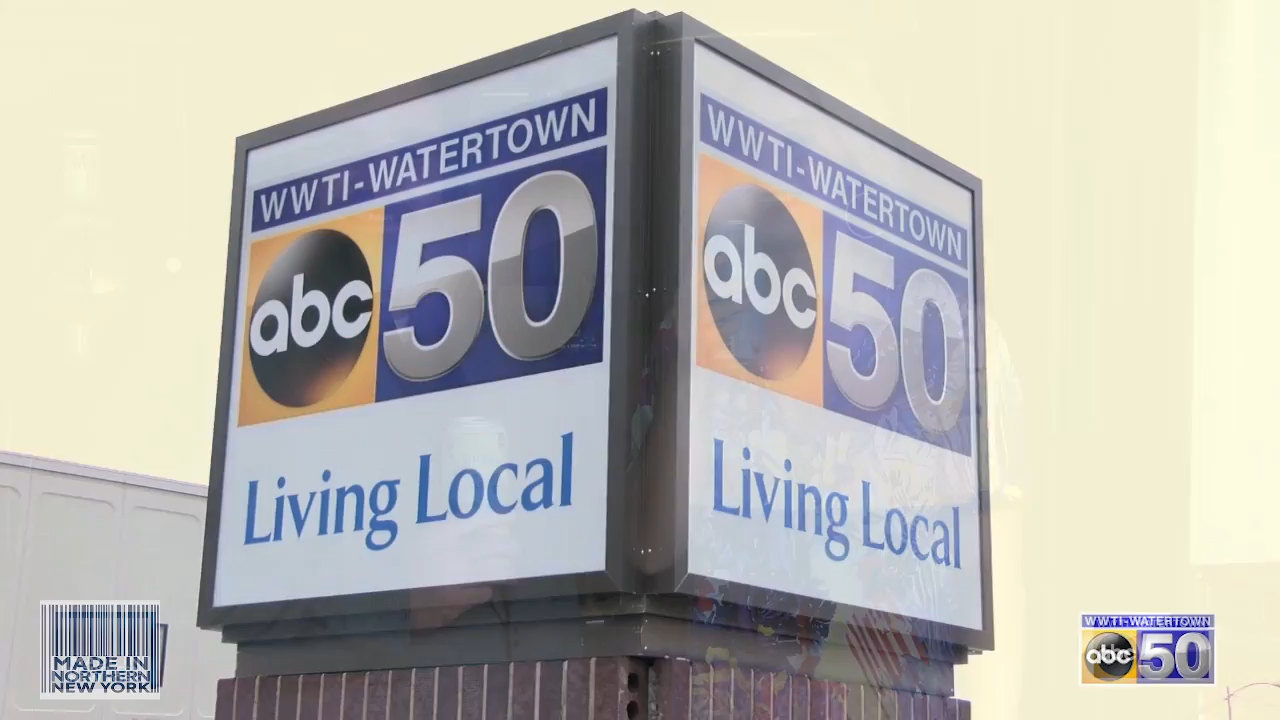 WWTI-WATERTOWN
abc 50
Living Local
WWTI-WATERTOWN
abc 50
Living Local
MADE IN
NORTHERN
NEW YORK
WWTI-WATERTOWN
abc 50